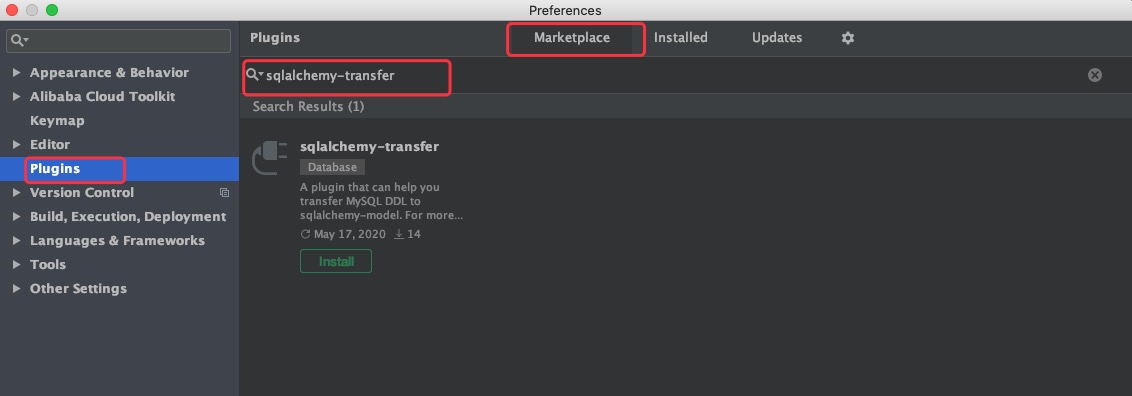 Preferences
Plugins
Marketplace
Installed
Updates
Appearance & Behavior
Alibaba Cloud Toolkit
Keymap
Editor
Plugins
Version Control
Build, Execution, Deployment
Languages & Frameworks
Tools
Other Settings
sqlalchemy-transfer
Search Results (1)
sqlalchemy-transfer
Database
A plugin that can help you
transfer MySQL DDL to
sqlalchemy-model. For more...
May 17, 2020 14
Install